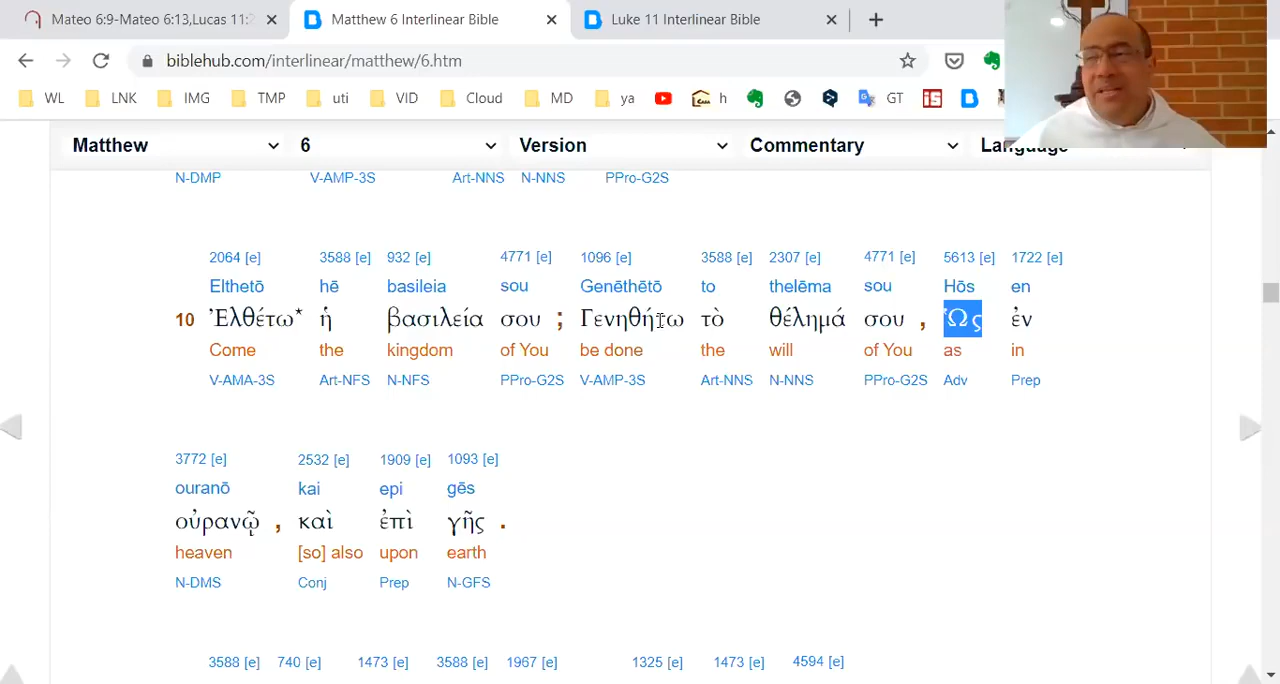 Mateo 6:9-Mateo 6:13,Lucas 11:2 Matthew 6 Interlinear Bible Luke 11 Interlinear Bible
biblehub.com/interlinear/matthew/6.htm
WL LNK IMG TMP uti VID Cloud MD ya h GT
Matthew 6 Version Commentary Language
N-DMP V-AMP-3S Art-NNS N-NNS PPro-G2S
2064 [e] 3588 [e] 932 [e] 4771 [e] 1096 [e] 3588 [e] 2307 [e] 4771 [e] 5613 [e] 1722 [e]
Elthetō hē basileia sou Genēthētō to thelēma sou Hōs en
10 Ἐλθέτω* ἡ βασιλεία σου ; Γενηθήτω τὸ θέλημά σου , Ὡς ἐν
Come the kingdom of You be done the will of You as in
V-AMA-3S Art-NFS N-NFS PPro-G2S V-AMP-3S Art-NNS N-NNS PPro-G2S Adv Prep
3772 [e] 2532 [e] 1909 [e] 1093 [e]
ouranō kai epi gēs
οὐρανῷ , καὶ ἐπὶ γῆς .
heaven [so] also upon earth
N-DMS Conj Prep N-GFS
3588 [e] 740 [e] 1473 [e] 3588 [e] 1967 [e] 1325 [e] 1473 [e] 4594 [e]